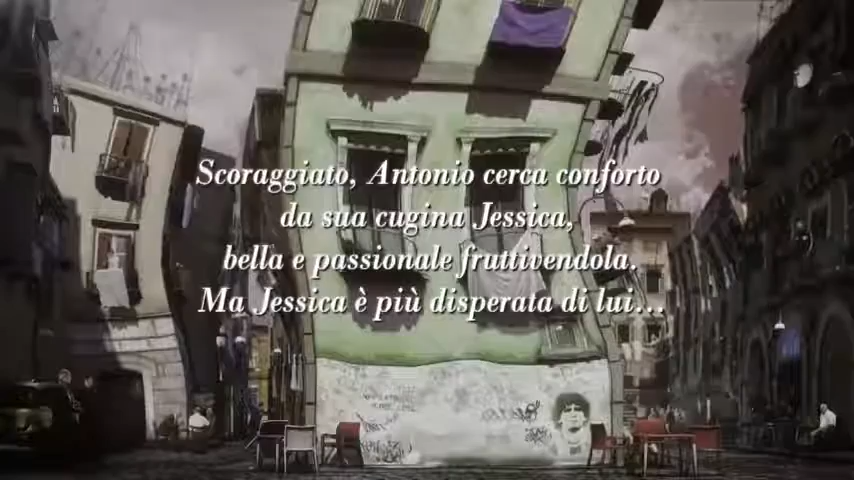 Scoraggiato, Antonio cerca conforto
da sua cugina Jessica,
bella e passionale fruttivendola.
Ma Jessica è più disperata di lui...